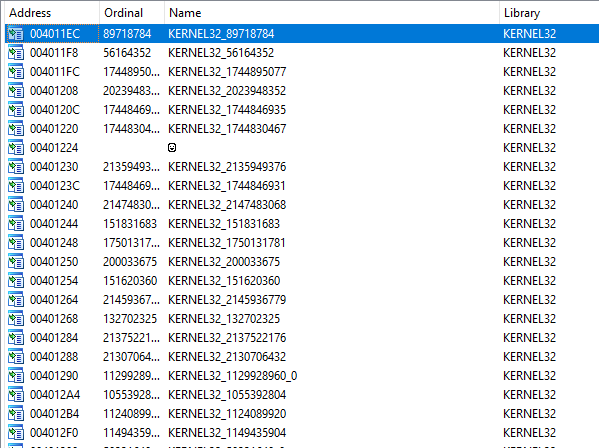 Address Ordinal Name Library
004011EC 89718784 KERNEL32_89718784 KERNEL32
004011F8 56164352 KERNEL32_56164352 KERNEL32
004011FC 17448950... KERNEL32_1744895077 KERNEL32
00401208 20239483... KERNEL32_2023948352 KERNEL32
0040120C 17448469... KERNEL32_1744846935 KERNEL32
00401220 17448304... KERNEL32_1744830467 KERNEL32
00401224 KERNEL32
00401230 21359493... KERNEL32_2135949376 KERNEL32
0040123C 17448469... KERNEL32_1744846931 KERNEL32
00401240 21474830... KERNEL32_2147483068 KERNEL32
00401244 151831683 KERNEL32_151831683 KERNEL32
00401248 17501317... KERNEL32_1750131781 KERNEL32
00401250 200033675 KERNEL32_200033675 KERNEL32
00401254 151620360 KERNEL32_151620360 KERNEL32
00401264 21459367... KERNEL32_2145936779 KERNEL32
00401268 132702325 KERNEL32_132702325 KERNEL32
00401284 21375221... KERNEL32_2137522176 KERNEL32
00401288 21307064... KERNEL32_2130706432 KERNEL32
00401290 11299289... KERNEL32_1129928960_0 KERNEL32
004012A4 10553928... KERNEL32_1055392804 KERNEL32
004012B4 11240899... KERNEL32_1124089920 KERNEL32
004012F0 11494359... KERNEL32_1149435904 KERNEL32